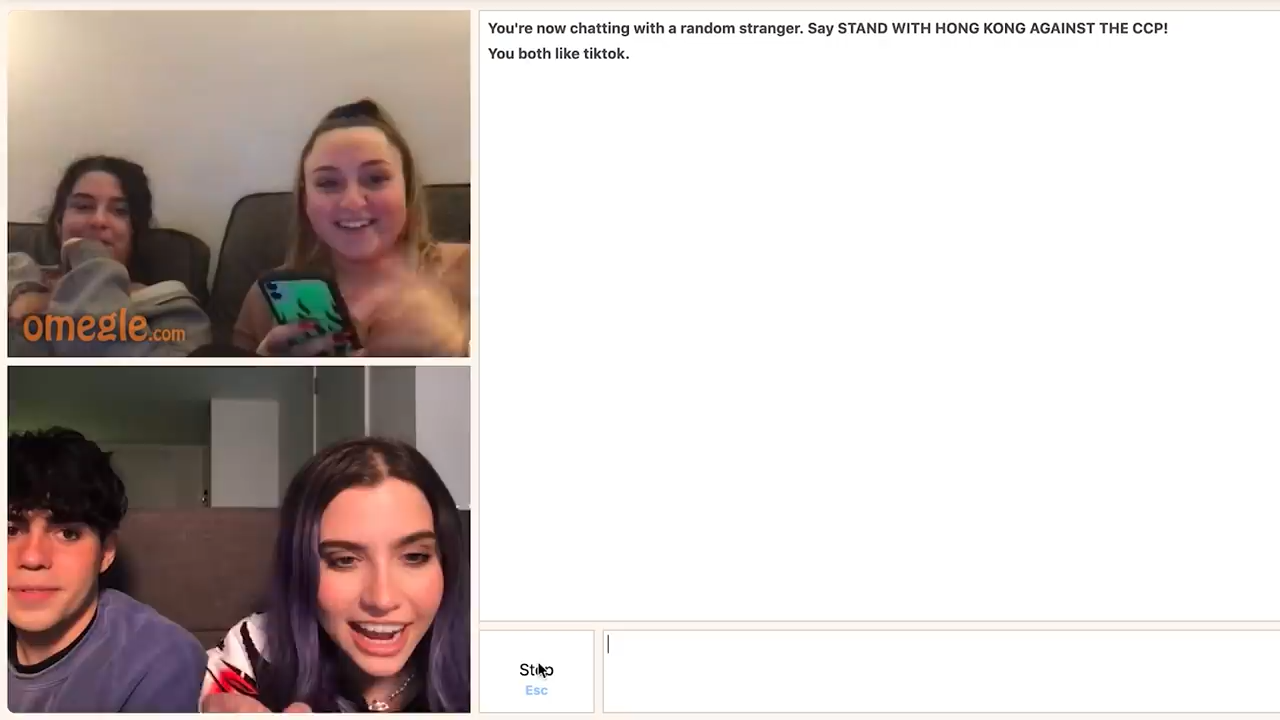 You're now chatting with a random stranger. Say STAND WITH HONG KONG AGAINST THE CCP!
You both like tiktok.
omegle.com
Stop
Esc